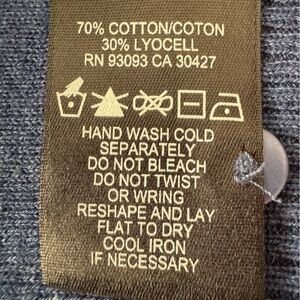 70% COTTON/COTON
30% LYOCELL
RN 93093 CA 30427
HAND WASH COLD
SEPARATELY
DO NOT BLEACH
DO NOT TWIST
OR WRING
RESHAPE AND LAY
FLAT TO DRY
COOL IRON
IF NECESSARY